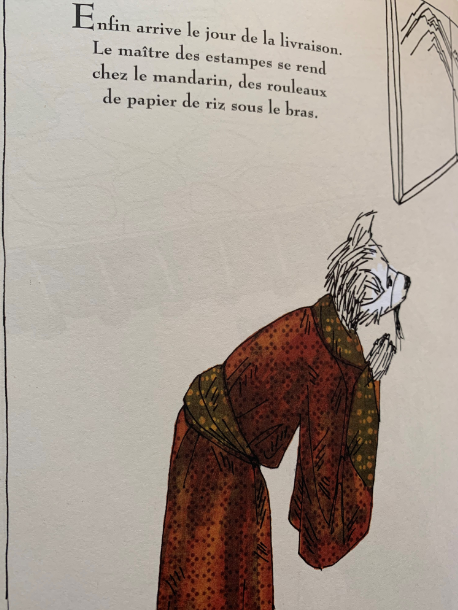 Enfin arrive le jour de la livraison.
Le maître des estampes se rend
chez le mandarin, des rouleaux
de papier de riz sous le bras.